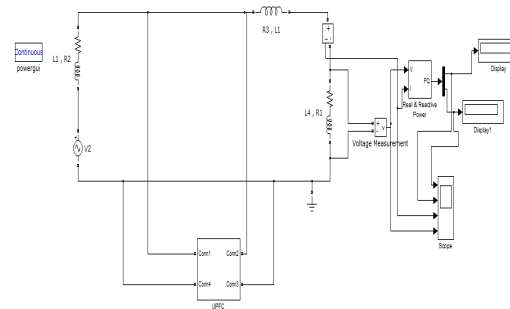 Continuous
powergui
L1 , R2
V2
R3 , L1
+
-
i
L4 , R1
+
-
v
Voltage Measurement
V
I
PQ
Real & Reactive
Power
Display
Display1
Scope
Conn1
Conn2
Conn4
Conn3
UPFC